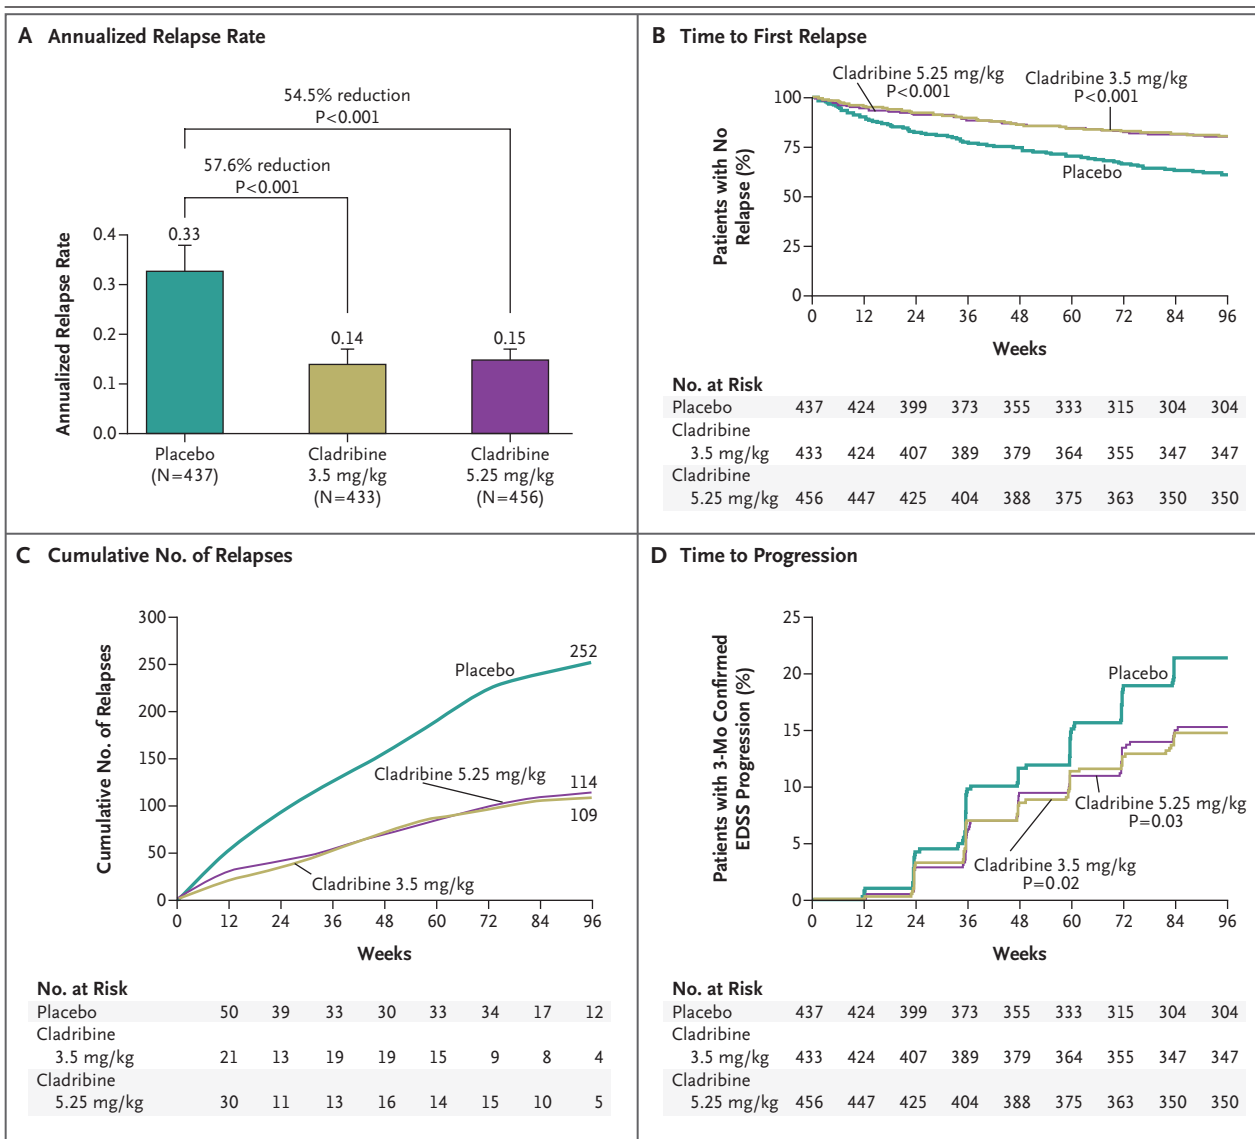 A Annualized Relapse Rate
54.5% reduction
P<0.001
57.6% reduction
P<0.001
Annualized Relapse Rate
0.4
0.3
0.2
0.1
0.0
0.33
0.14
0.15
Placebo
(N=437)
Cladribine
3.5 mg/kg
(N=433)
Cladribine
5.25 mg/kg
(N=456)
B Time to First Relapse
Patients with No
Relapse (%)
100
75
50
25
0
Cladribine 5.25 mg/kg
P<0.001
Cladribine 3.5 mg/kg
P<0.001
Placebo
0 12 24 36 48 60 72 84 96
Weeks
No. at Risk
Placebo 437 424 399 373 355 333 315 304 304
Cladribine
3.5 mg/kg 433 424 407 389 379 364 355 347 347
Cladribine
5.25 mg/kg 456 447 425 404 388 375 363 350 350
C Cumulative No. of Relapses
Cumulative No. of Relapses
300
250
200
150
100
50
0
252
Placebo
Cladribine 5.25 mg/kg
114
109
Cladribine 3.5 mg/kg
0 12 24 36 48 60 72 84 96
Weeks
No. at Risk
Placebo 50 39 33 30 33 34 17 12
Cladribine
3.5 mg/kg 21 13 19 19 15 9 8 4
Cladribine
5.25 mg/kg 30 11 13 16 14 15 10 5
D Time to Progression
Patients with 3-Mo Confirmed
EDSS Progression (%)
25
20
15
10
5
0
Placebo
Cladribine 5.25 mg/kg
P=0.03
Cladribine 3.5 mg/kg
P=0.02
0 12 24 36 48 60 72 84 96
Weeks
No. at Risk
Placebo 437 424 399 373 355 333 315 304 304
Cladribine
3.5 mg/kg 433 424 407 389 379 364 355 347 347
Cladribine
5.25 mg/kg 456 447 425 404 388 375 363 350 350